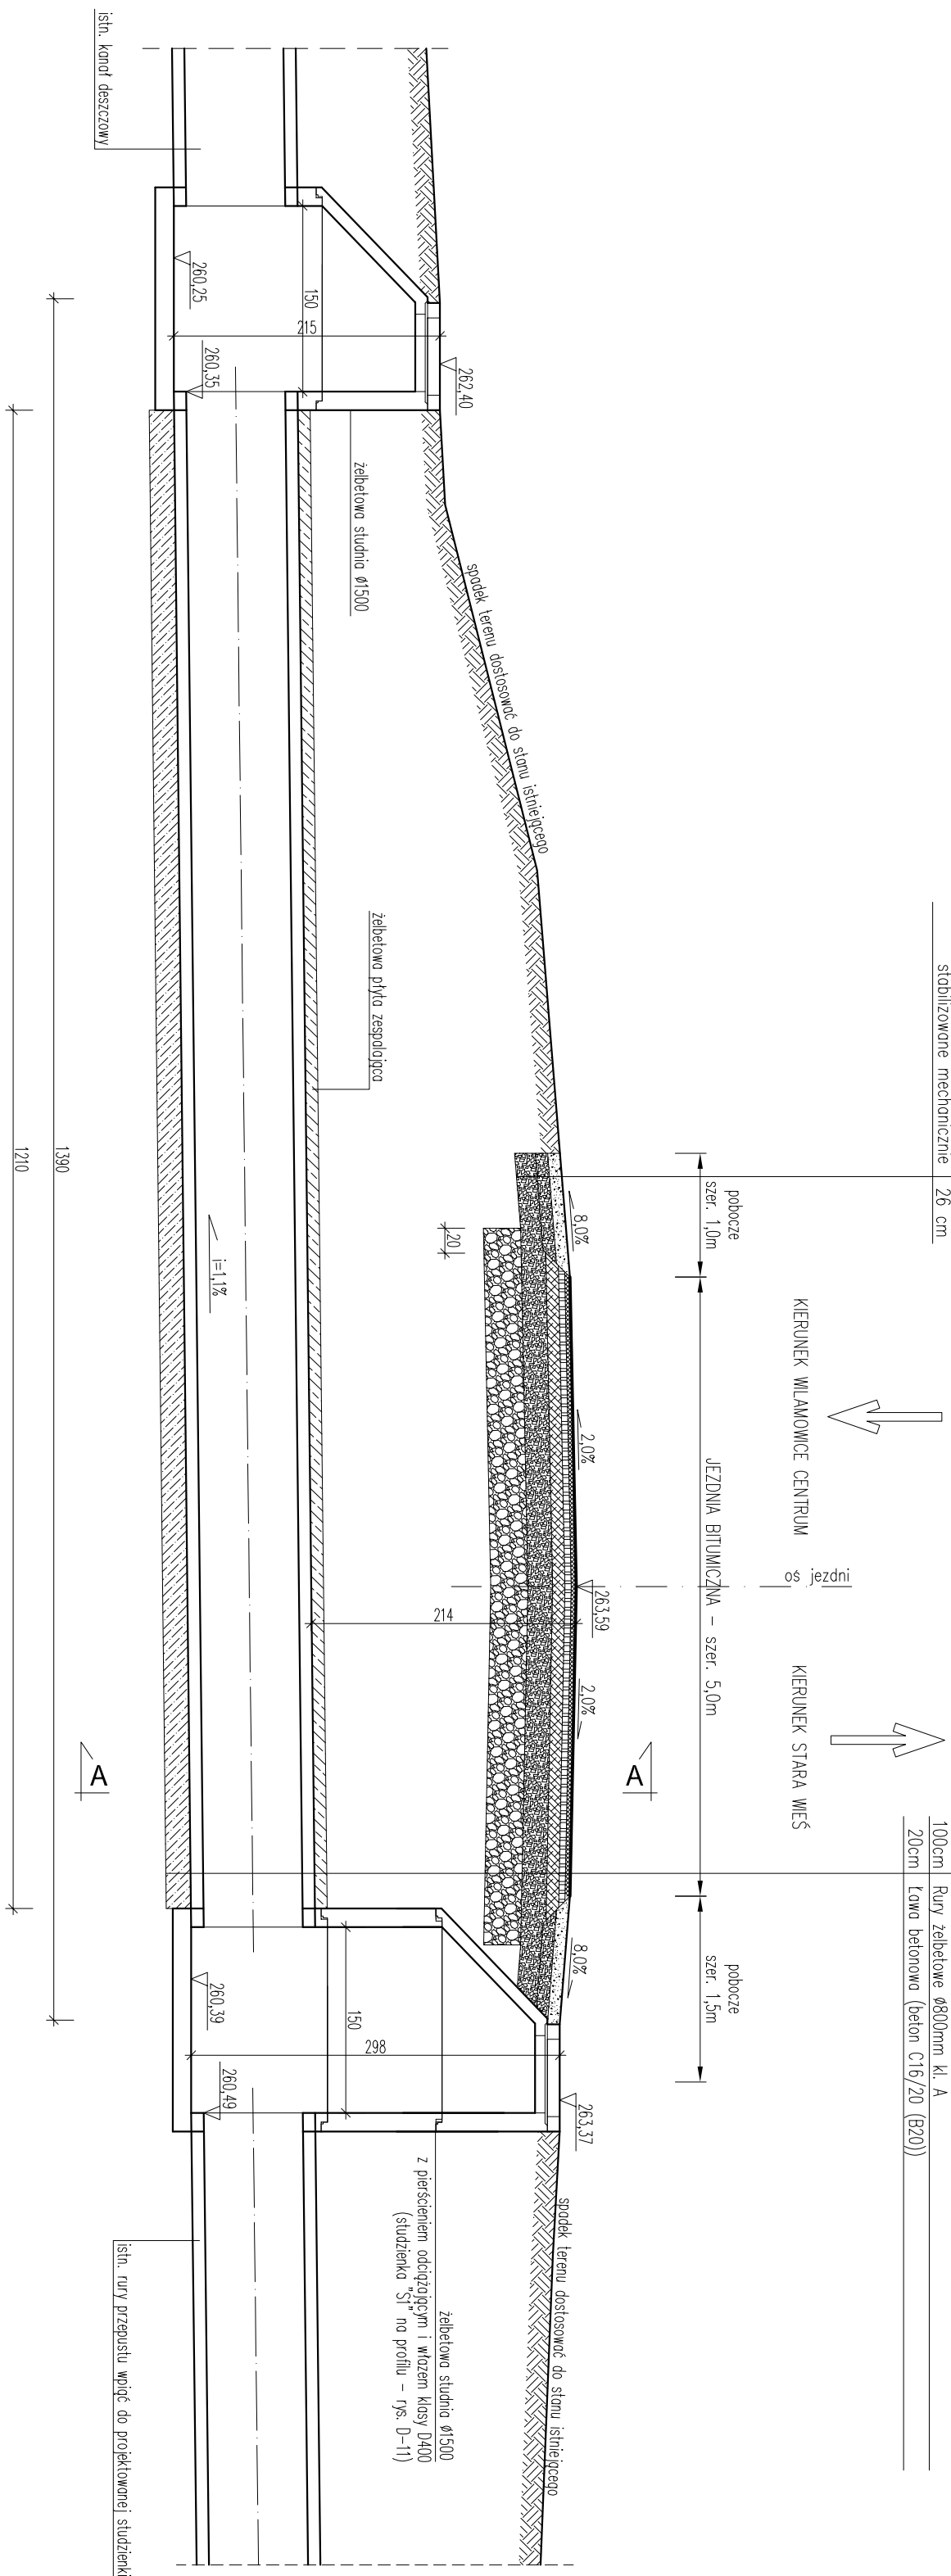 stabilizowane mechanicznie 26 cm
100cm Rury żelbetowe Ø800mm kl. A
20cm Ława betonowa (beton C16/20 (B20))
KIERUNEK WILAMOWICE CENTRUM
KIERUNEK STARA WIEŚ
oś jezdni
pobocze
szer. 1,0m
JEZDNIA BITUMICZNA - szer. 5,0m
pobocze
szer. 1,5m
8,0%
2,0%
263,59
2,0%
8,0%
262,40
263,37
spadek terenu dostosować do stanu istniejącego
spadek terenu dostosować do stanu istniejącego
20
214
A
A
żelbetowa studnia Ø1500
żelbetowa płyta zespalająca
żelbetowa studnia Ø1500
z pierścieniem odciążającym i włazem klasy D400
(studzienka "S1" na profilu - rys. D-11)
150
215
150
298
260,25
260,35
i=1,1%
260,39
260,49
istn. kanał deszczowy
istn. rury przepustu wpiąć do projektowanej studzienki
1390
1210